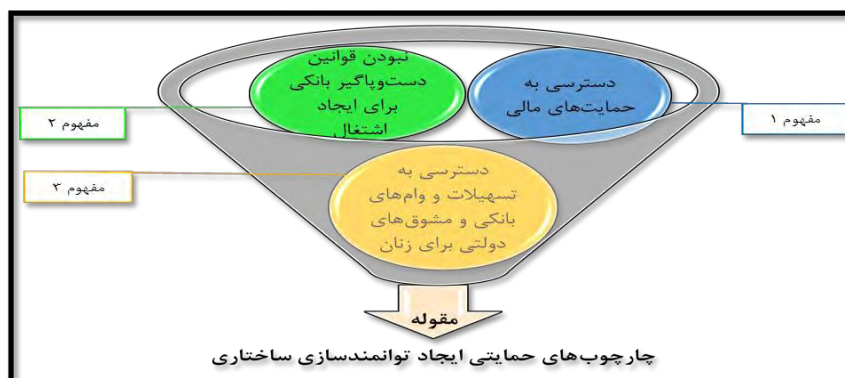 نبودن قوانین
دست‌وپاگیر بانکی
برای ایجاد
اشتغال
دسترسی به
حمایت‌های مالی
مفهوم ۱
مفهوم ۲
دسترسی به
تسهیلات و وام‌های
بانکی و مشوق‌های
دولتی برای زنان
مفهوم ۳
مقوله
چارچوب‌های حمایتی ایجاد توانمندسازی ساختاری